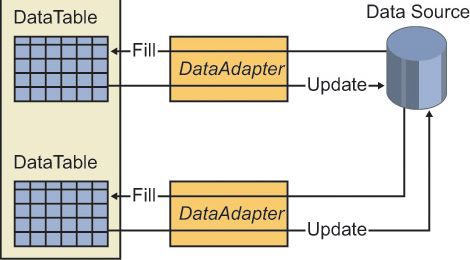 DataTable
Data Source
Fill
DataAdapter
Update
DataTable
Fill
DataAdapter
Update